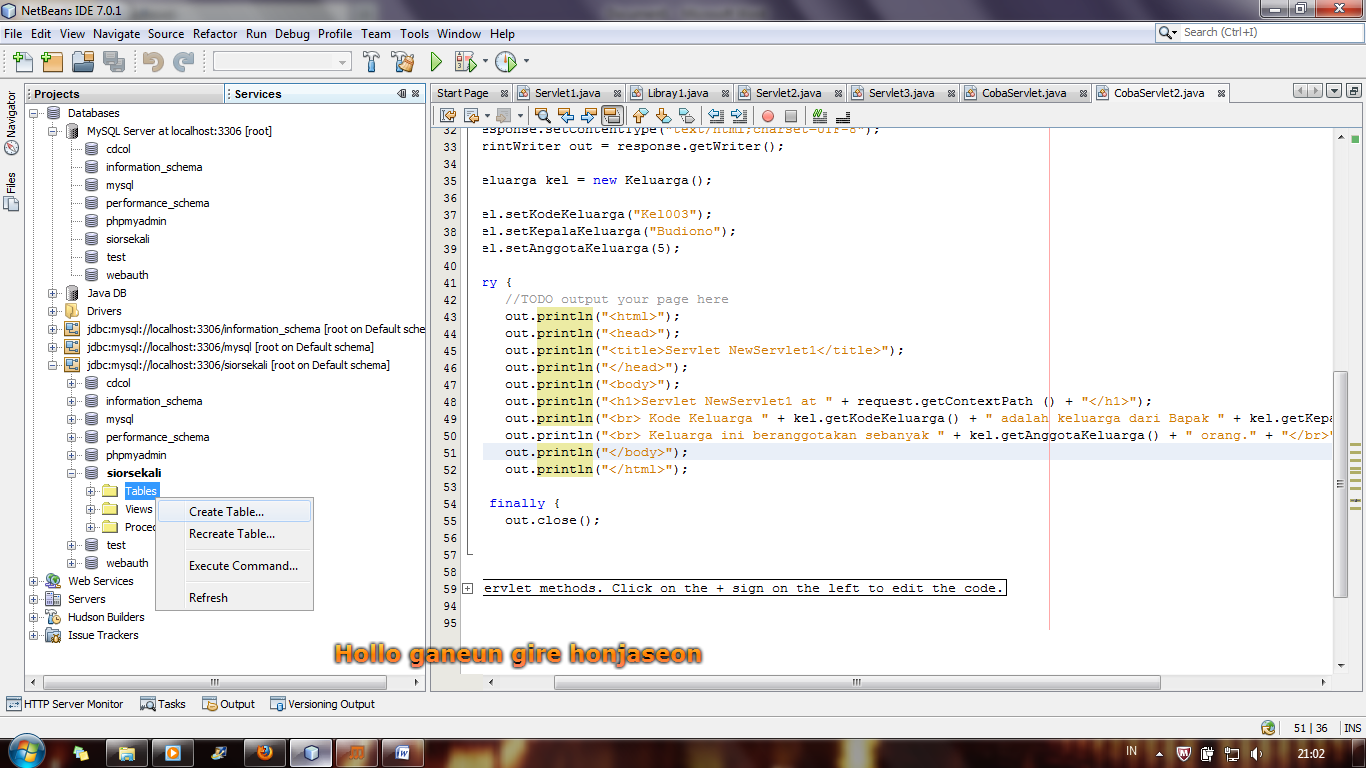 NetBeans IDE 7.0.1
File Edit View Navigate Source Refactor Run Debug Profile Team Tools Window Help
Search (Ctrl+I)
Navigator
Files
Projects
Services
Databases
MySQL Server at localhost:3306 [root]
cdcol
information_schema
mysql
performance_schema
phpmyadmin
siorsekali
test
webauth
Java DB
Drivers
jdbc:mysql://localhost:3306/information_schema [root on Default sche
jdbc:mysql://localhost:3306/mysql [root on Default schema]
jdbc:mysql://localhost:3306/siorsekali [root on Default schema]
cdcol
information_schema
mysql
performance_schema
phpmyadmin
siorsekali
Tables
Views
Proced
test
webauth
Web Services
Servers
Hudson Builders
Issue Trackers
Create Table...
Recreate Table...
Execute Command...
Refresh
Start Page Servlet1.java Libray1.java Servlet2.java Servlet3.java CobaServlet.java CobaServlet2.java
32 esponse.setContentType("text/html;charset=UTF-8");
33 rintWriter out = response.getWriter();
34
35 eluarga kel = new Keluarga();
36
37 el.setKodeKeluarga("Kel003");
38 el.setKepalaKeluarga("Budiono");
39 el.setAnggotaKeluarga(5);
40
41 ry {
42 //TODO output your page here
43 out.println("<html>");
44 out.println("<head>");
45 out.println("<title>Servlet NewServlet1</title>");
46 out.println("</head>");
47 out.println("<body>");
48 out.println("<h1>Servlet NewServlet1 at " + request.getContextPath () + "</h1>");
49 out.println("<br> Kode Keluarga " + kel.getKodeKeluarga() + " adalah keluarga dari Bapak " + kel.getKepa
50 out.println("<br> Keluarga ini beranggotakan sebanyak " + kel.getAnggotaKeluarga() + " orang." + "</br>"
51 out.println("</body>");
52 out.println("</html>");
53
54 finally {
55 out.close();
56
57
58
59 ervlet methods. Click on the + sign on the left to edit the code.
94
95
Hollo ganeun gire honjaseon
HTTP Server Monitor Tasks Output Versioning Output
51 | 36 INS
IN
21:02